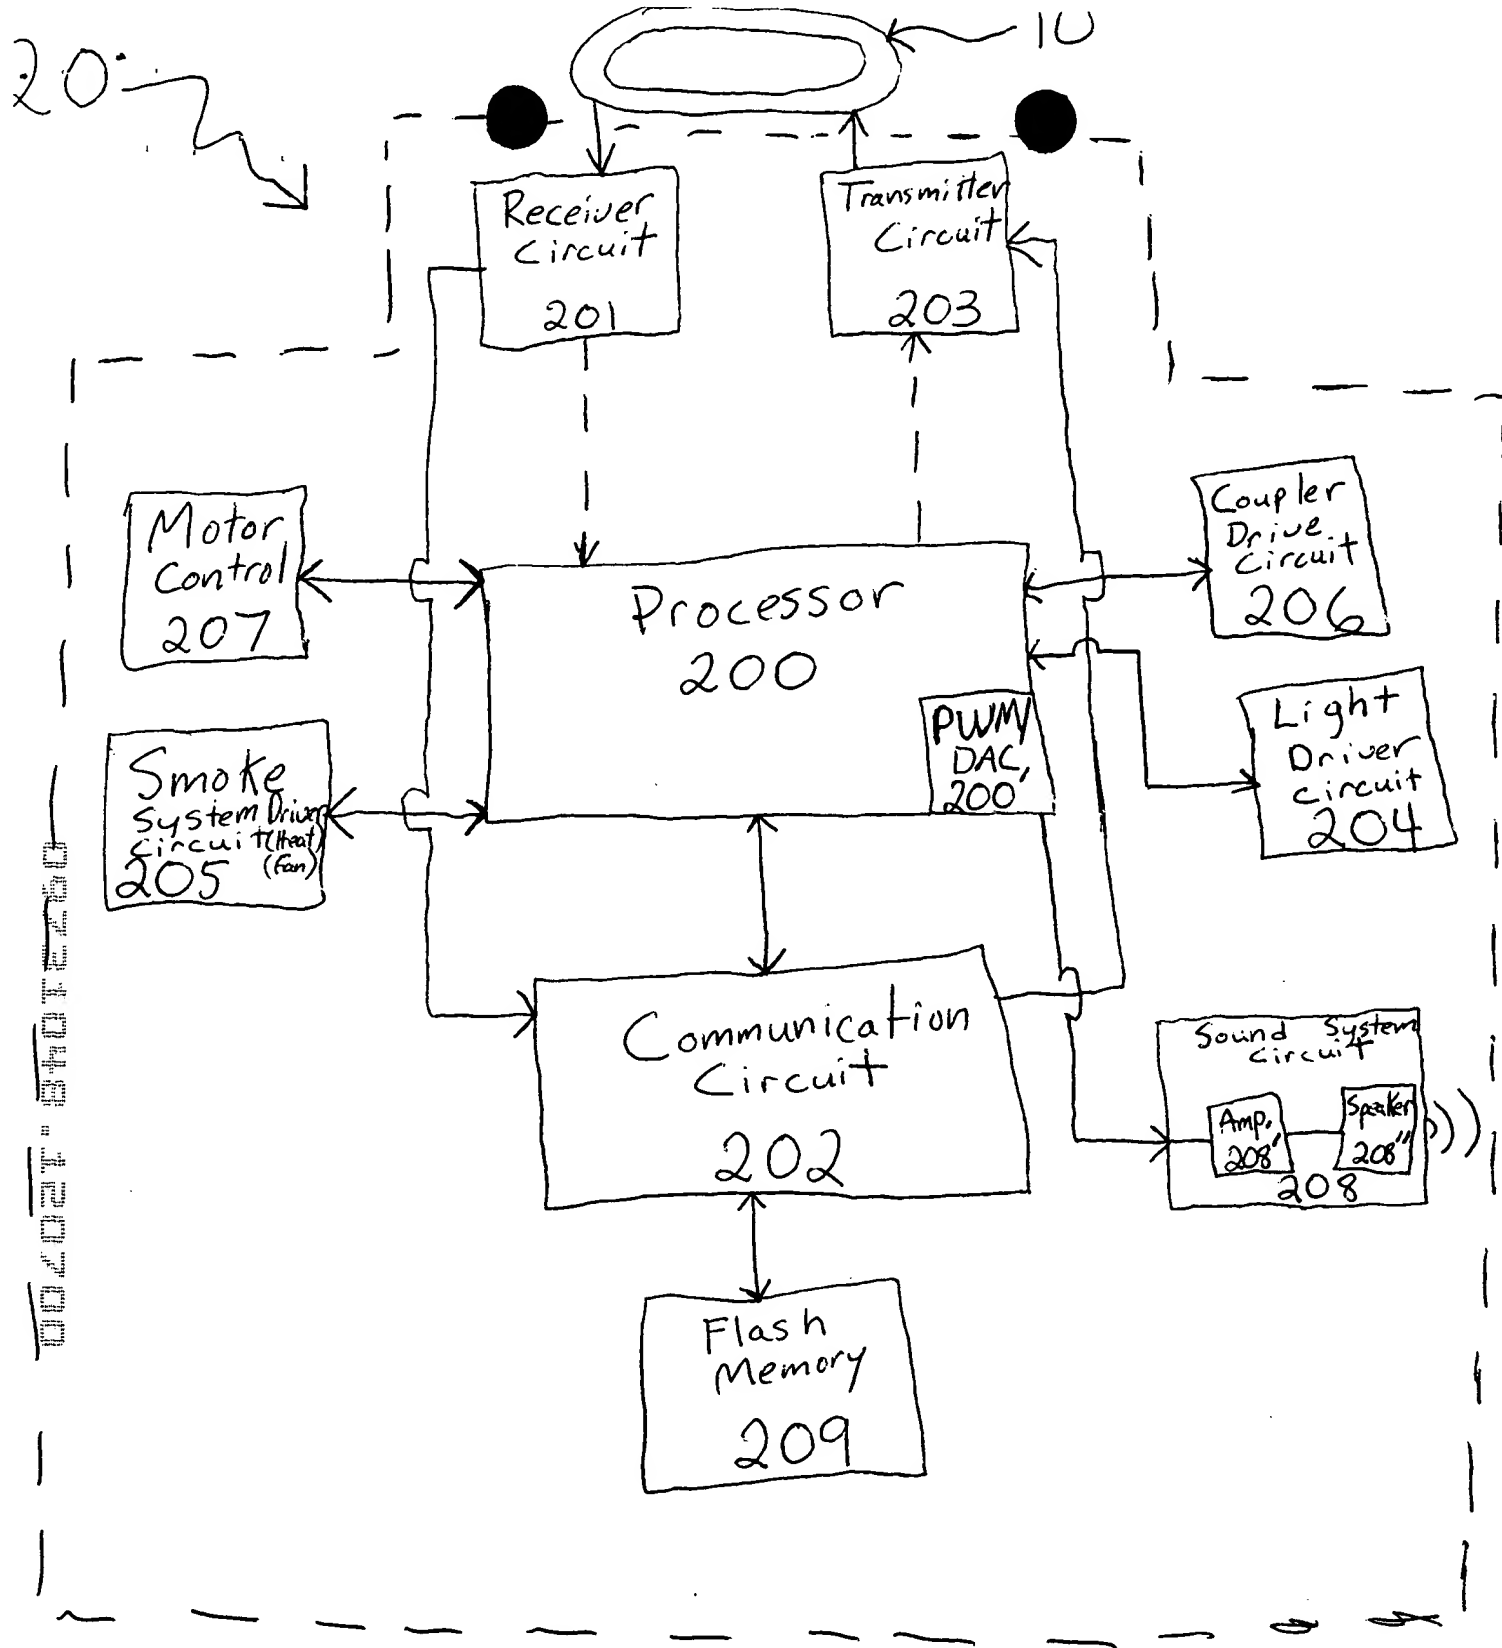 10
20
Receiver
Circuit
201
Transmitter
Circuit
203
Motor
Control
207
Processor
200
PWM/
DAC,
200'
Coupler
Drive
Circuit
206
Light
Driver
Circuit
204
Smoke
System Driver
Circuit (Heat)
(Fan)
205
Communication
Circuit
202
Sound System
Circuit
Amp.
208'
Speaker
208"
208
Flash
Memory
209
09731048.120700